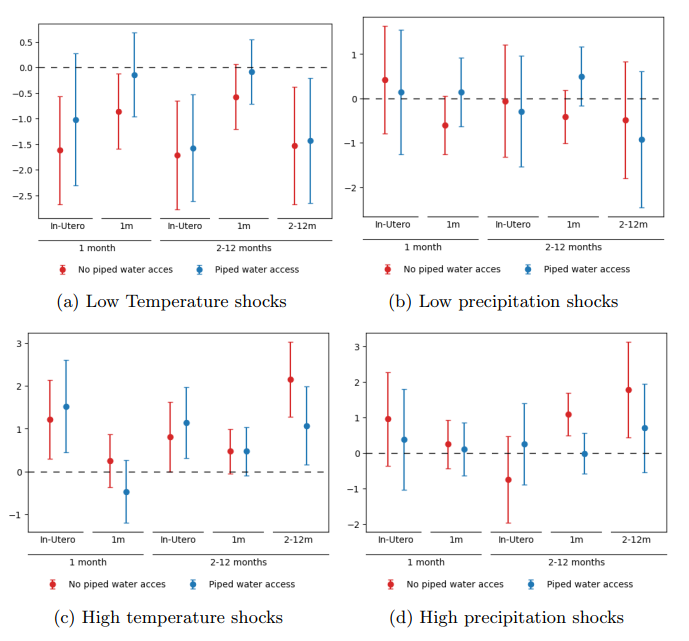 0.5
0.0
−0.5
−1.0
−1.5
−2.0
−2.5
In-Utero 1m In-Utero 1m 2-12m
1 month 2-12 months
No piped water acces Piped water access
(a) Low Temperature shocks
1
0
−1
−2
In-Utero 1m In-Utero 1m 2-12m
1 month 2-12 months
No piped water acces Piped water access
(b) Low precipitation shocks
3
2
1
0
−1
In-Utero 1m In-Utero 1m 2-12m
1 month 2-12 months
No piped water acces Piped water access
(c) High temperature shocks
3
2
1
0
−1
−2
In-Utero 1m In-Utero 1m 2-12m
1 month 2-12 months
No piped water acces Piped water access
(d) High precipitation shocks